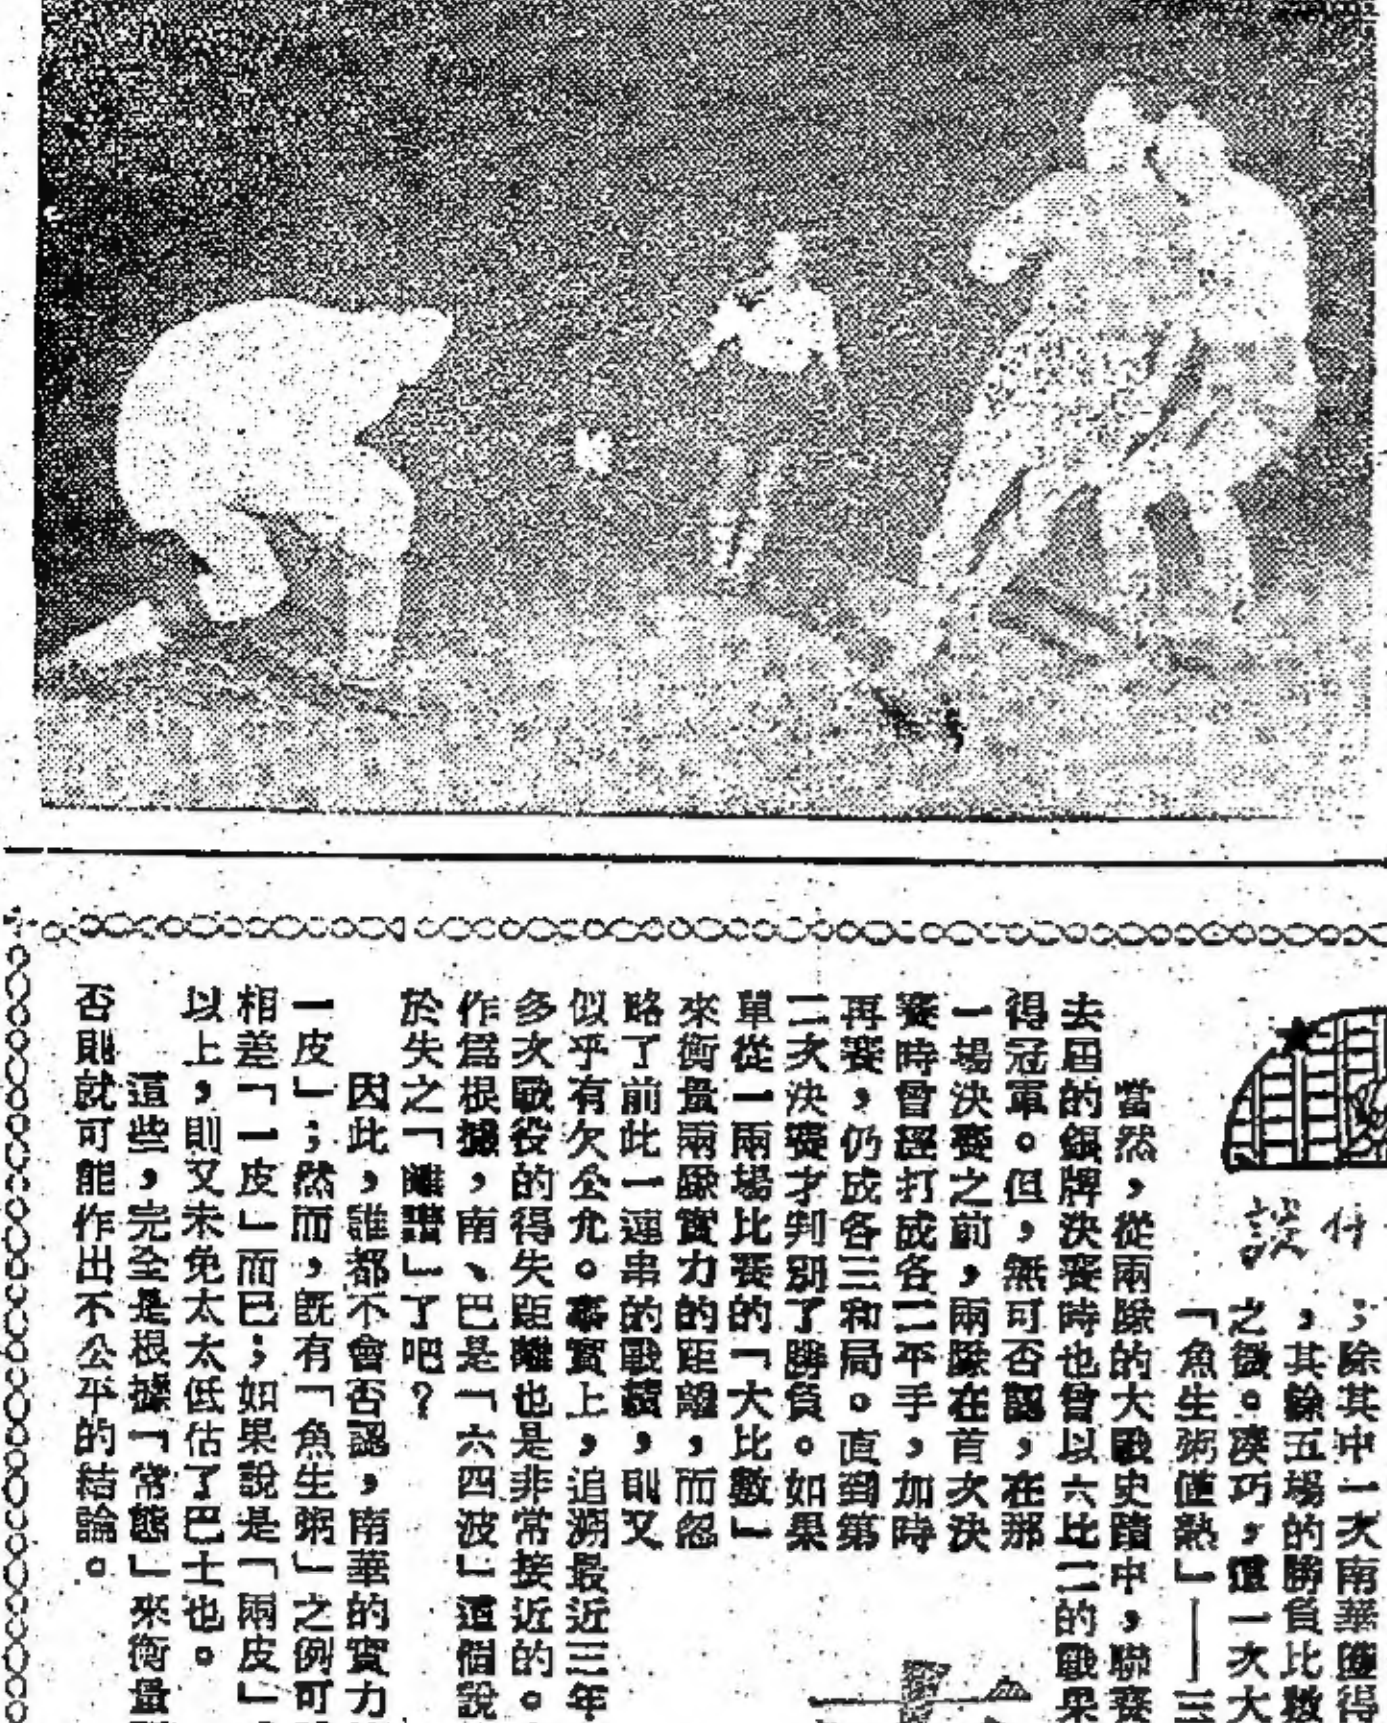 ；除其中一次南華獲得
，其餘五場的勝負比數
之微。湊巧，這一次大
「魚生粥僅熱」——三
當然，從兩隊的大戰史蹟中，聯賽
去屆的銀牌決賽時也曾以六比二的戰果
得冠軍。但，無可否認，在那
一場決賽之前，兩隊在首次決
賽時曾經打成各二平手，加時
再賽，仍成各三和局。直到第
二次決賽才判別了勝負。如果
單從一兩場比賽的「大比數」
來衡量兩隊實力的距離，而忽
略了前此一連串的戰績，則又
似乎有欠公允。事實上，追溯最近三年
多次戰役的得失距離也是非常接近的。
作爲根據，南、巴是「六四波」這個說
於失之「離譜」了吧？
因此，誰都不會否認，南華的實力
一皮」；然而，既有「魚生粥」之例可
相差「一皮」而已；如果說是「兩皮」
以上，則又未免太太低估了巴士也。
這些，完全是根據「常態」來衡量
否則就可能作出不公平的結論。